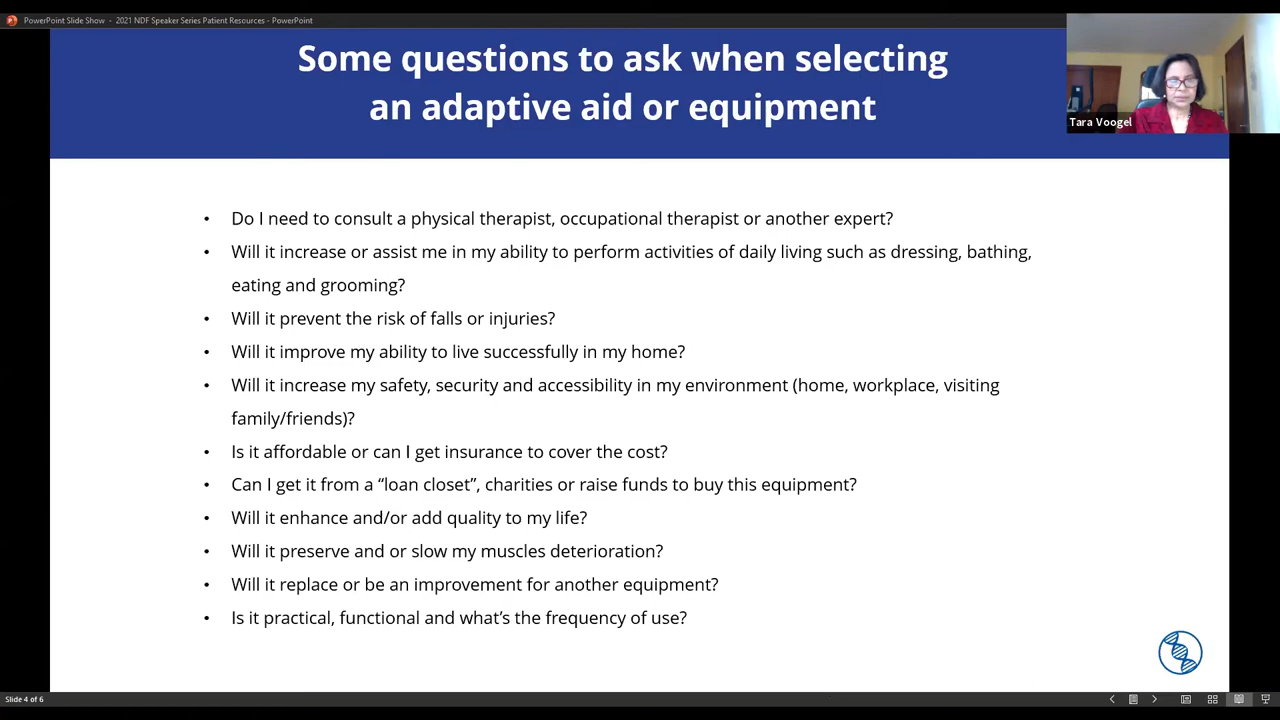 PowerPoint Slide Show - 2021 NDF Speaker Series Patient Resources - PowerPoint
Some questions to ask when selecting
an adaptive aid or equipment
Tara Voogel
• Do I need to consult a physical therapist, occupational therapist or another expert?
• Will it increase or assist me in my ability to perform activities of daily living such as dressing, bathing,
eating and grooming?
• Will it prevent the risk of falls or injuries?
• Will it improve my ability to live successfully in my home?
• Will it increase my safety, security and accessibility in my environment (home, workplace, visiting
family/friends)?
• Is it affordable or can I get insurance to cover the cost?
• Can I get it from a “loan closet”, charities or raise funds to buy this equipment?
• Will it enhance and/or add quality to my life?
• Will it preserve and or slow my muscles deterioration?
• Will it replace or be an improvement for another equipment?
• Is it practical, functional and what’s the frequency of use?
Slide 4 of 6